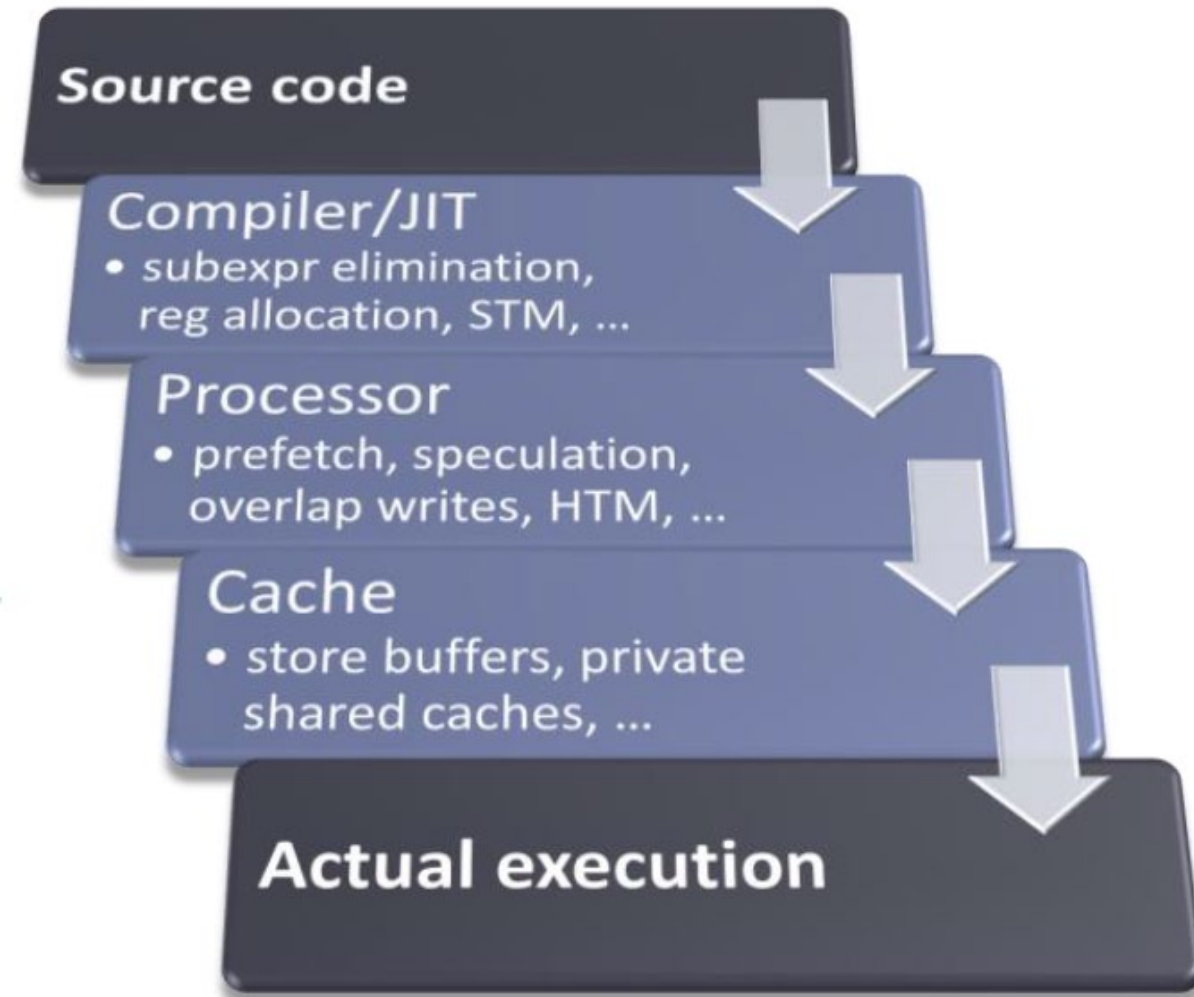 Source code
Compiler/JIT
• subexpr elimination,
reg allocation, STM, ...
Processor
• prefetch, speculation,
overlap writes, HTM, ...
Cache
• store buffers, private
shared caches, ...
Actual execution